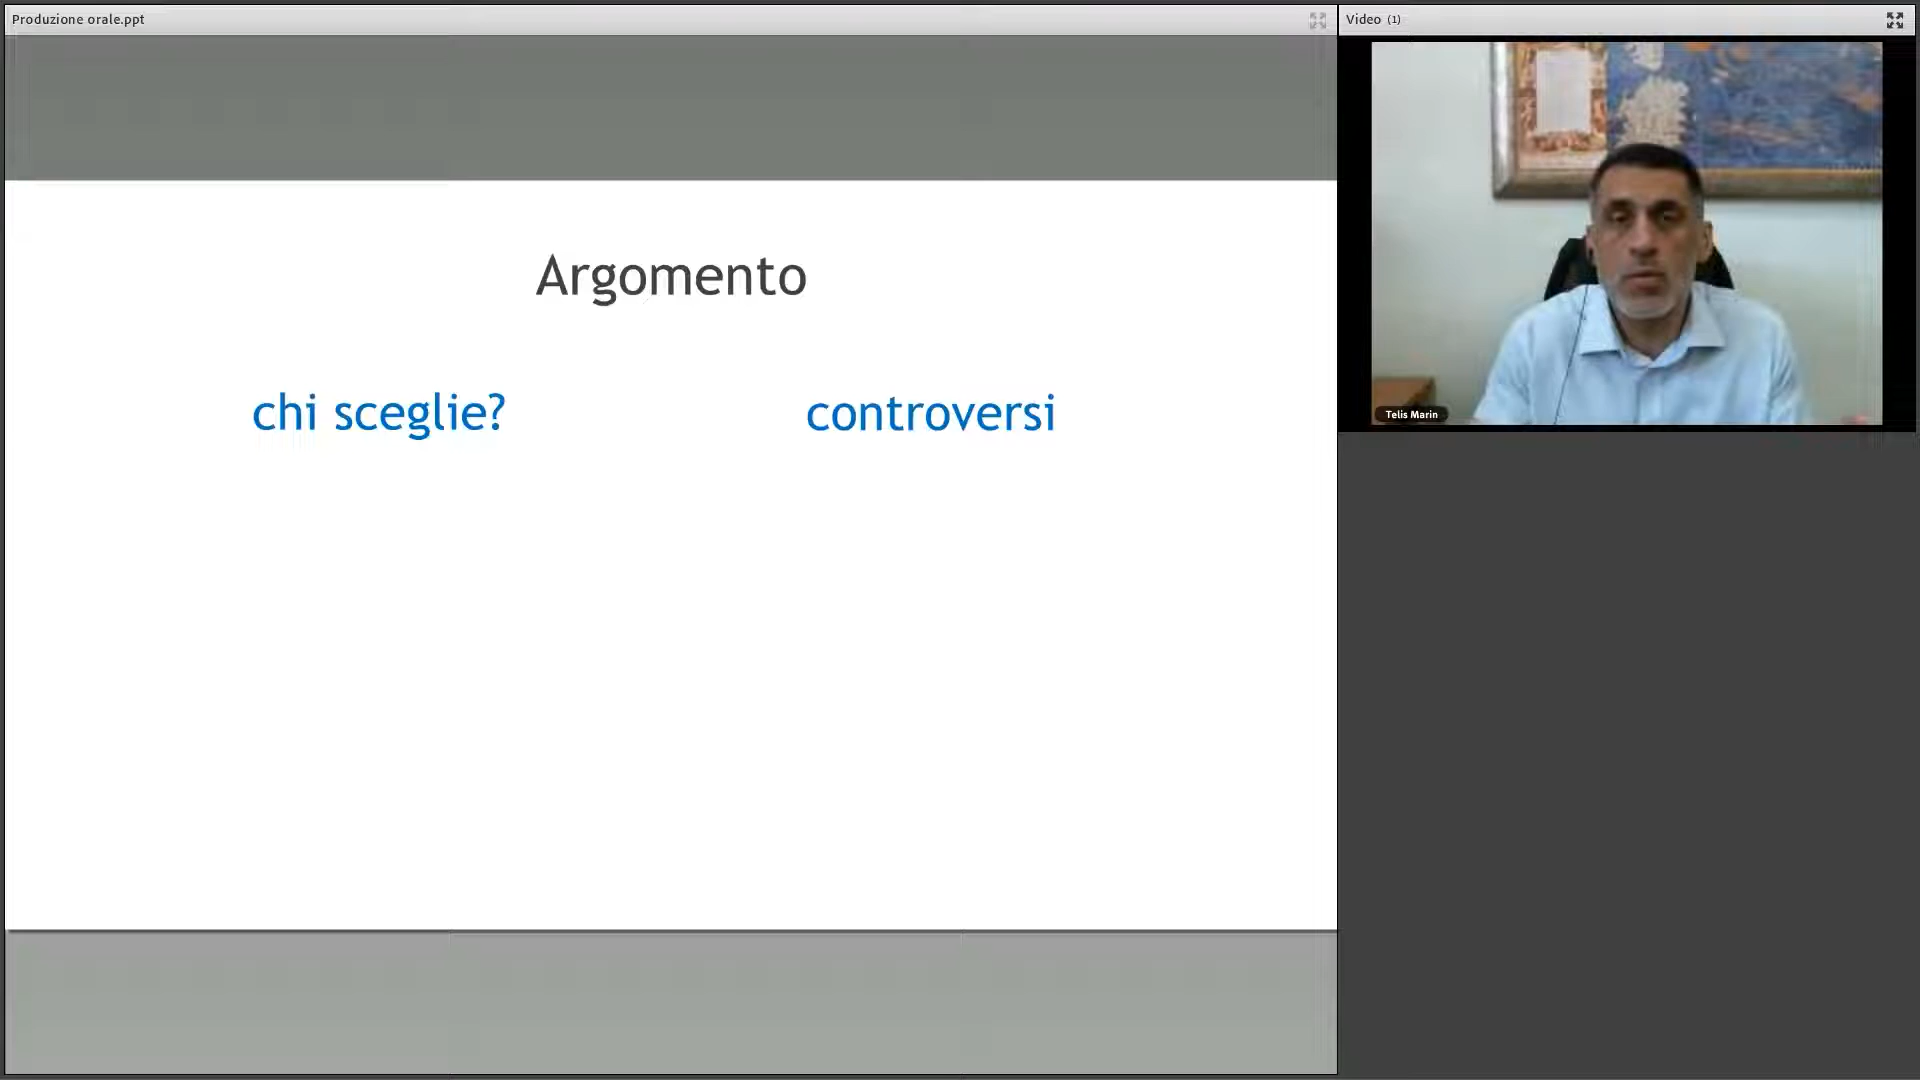 Produzione orale.ppt
Video (1)
Argomento
chi sceglie? controversi
Telis Marin